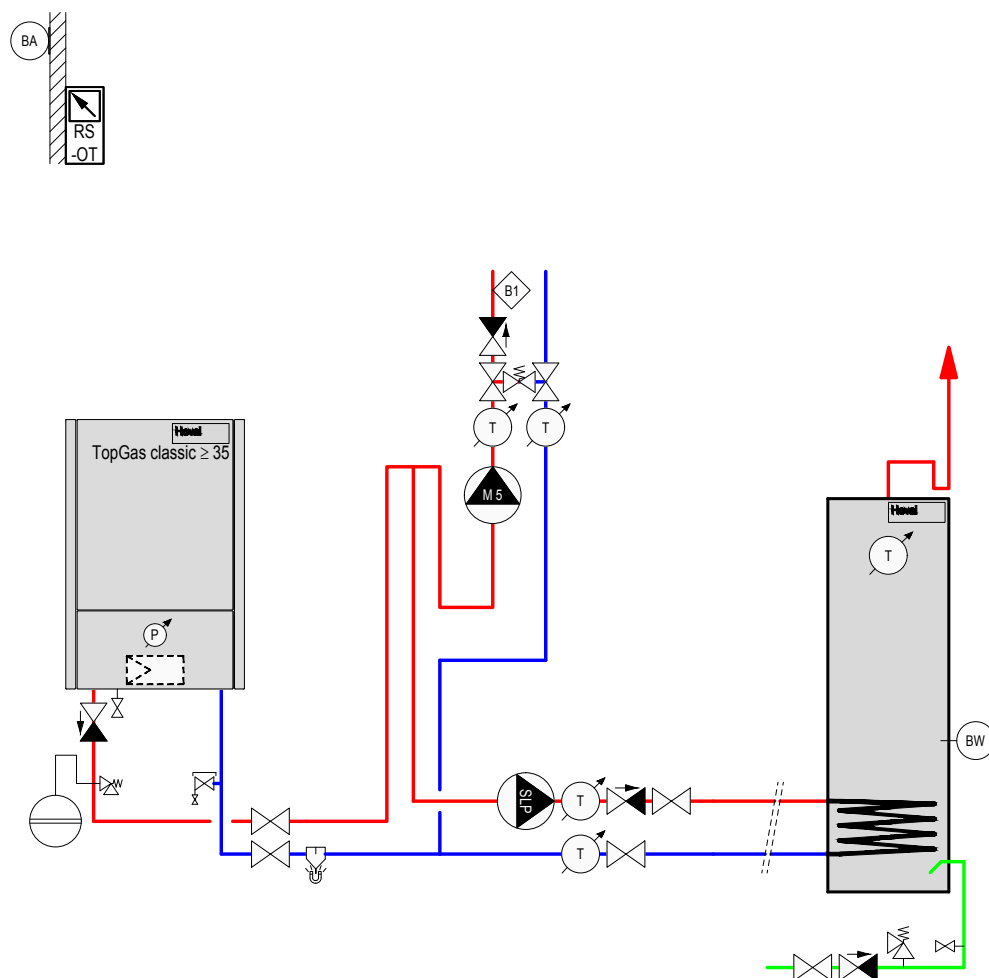 BA
RS
-OT
B1
T
T
M 5
Hoval
TopGas classic ≥ 35
Hoval
T
P
BW
SLP
T
T